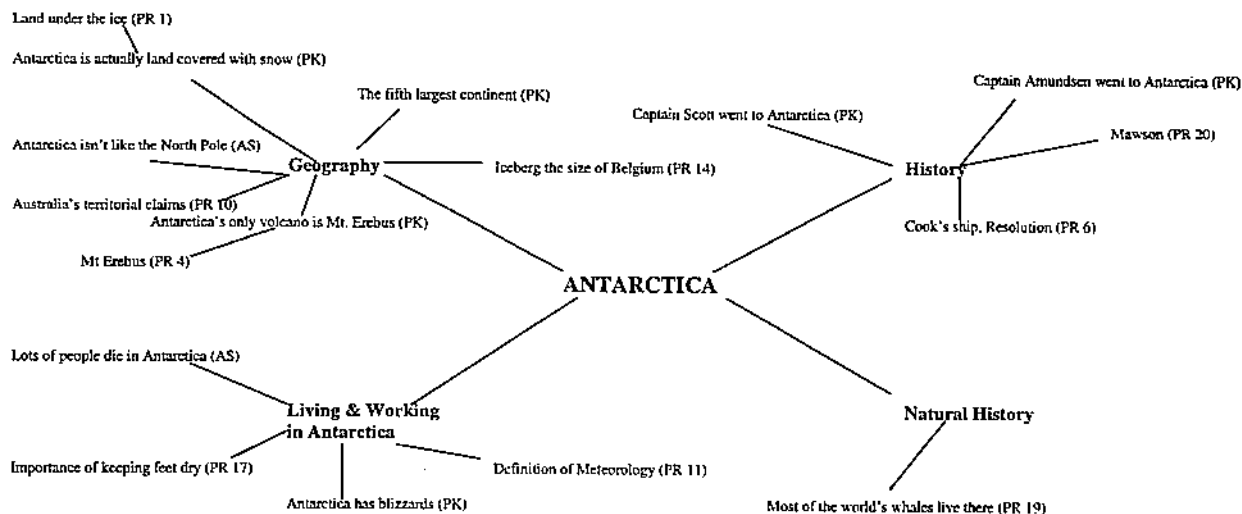 Land under the ice (PR 1)
Antarctica is actually land covered with snow (PK)
The fifth largest continent (PK)
Captain Amundsen went to Antarctica (PK)
Captain Scott went to Antarctica (PK)
Mawson (PR 20)
Antarctica isn't like the North Pole (AS)
Geography
Iceberg the size of Belgium (PR 14)
History
Australia's territorial claims (PR 10)
Antarctica's only volcano is Mt. Erebus (PK)
Cook's ship, Resolution (PR 6)
Mt Erebus (PR 4)
ANTARCTICA
Lots of people die in Antarctica (AS)
Living & Working
in Antarctica
Natural History
Importance of keeping feet dry (PR 17)
Definition of Meteorology (PR 11)
Antarctica has blizzards (PK)
Most of the world's whales live there (PR 19)